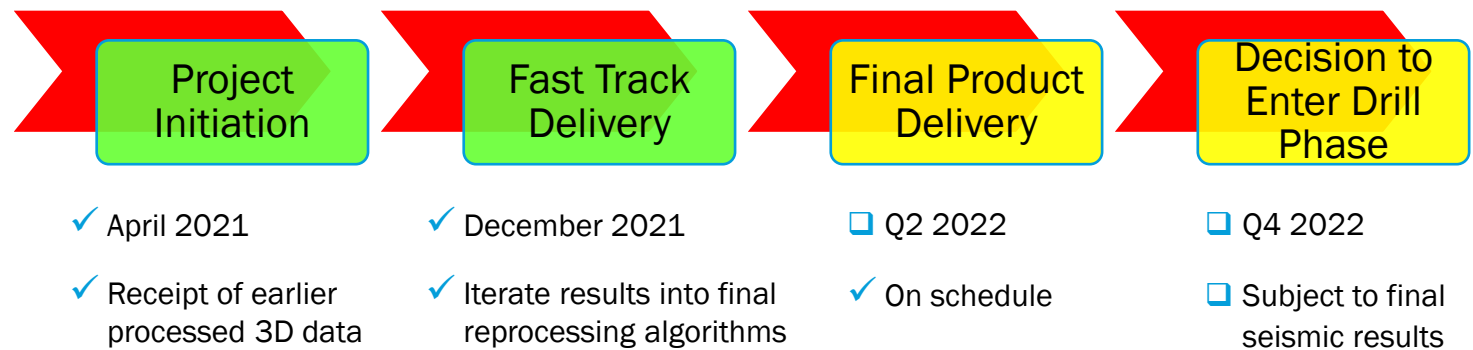 Project
Initiation
Fast Track
Delivery
Final Product
Delivery
Decision to
Enter Drill
Phase
April 2021
Receipt of earlier
processed 3D data
December 2021
Iterate results into final
reprocessing algorithms
Q2 2022
On schedule
Q4 2022
Subject to final
seismic results